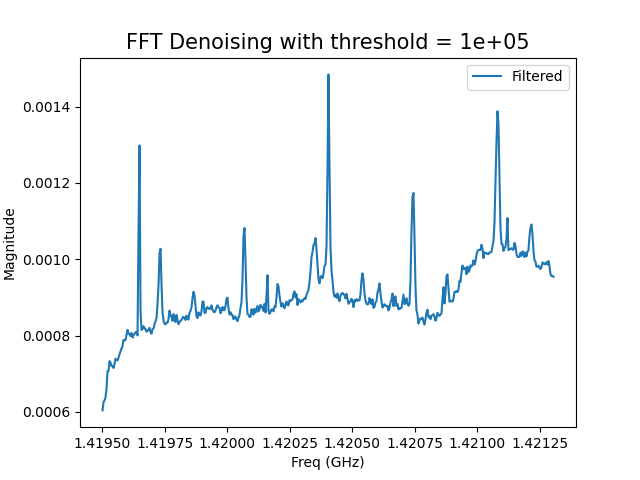 FFT Denoising with threshold = 1e+05
Filtered
0.0014
0.0012
0.0010
0.0008
0.0006
Magnitude
1.41950 1.41975 1.42000 1.42025 1.42050 1.42075 1.42100 1.42125
Freq (GHz)